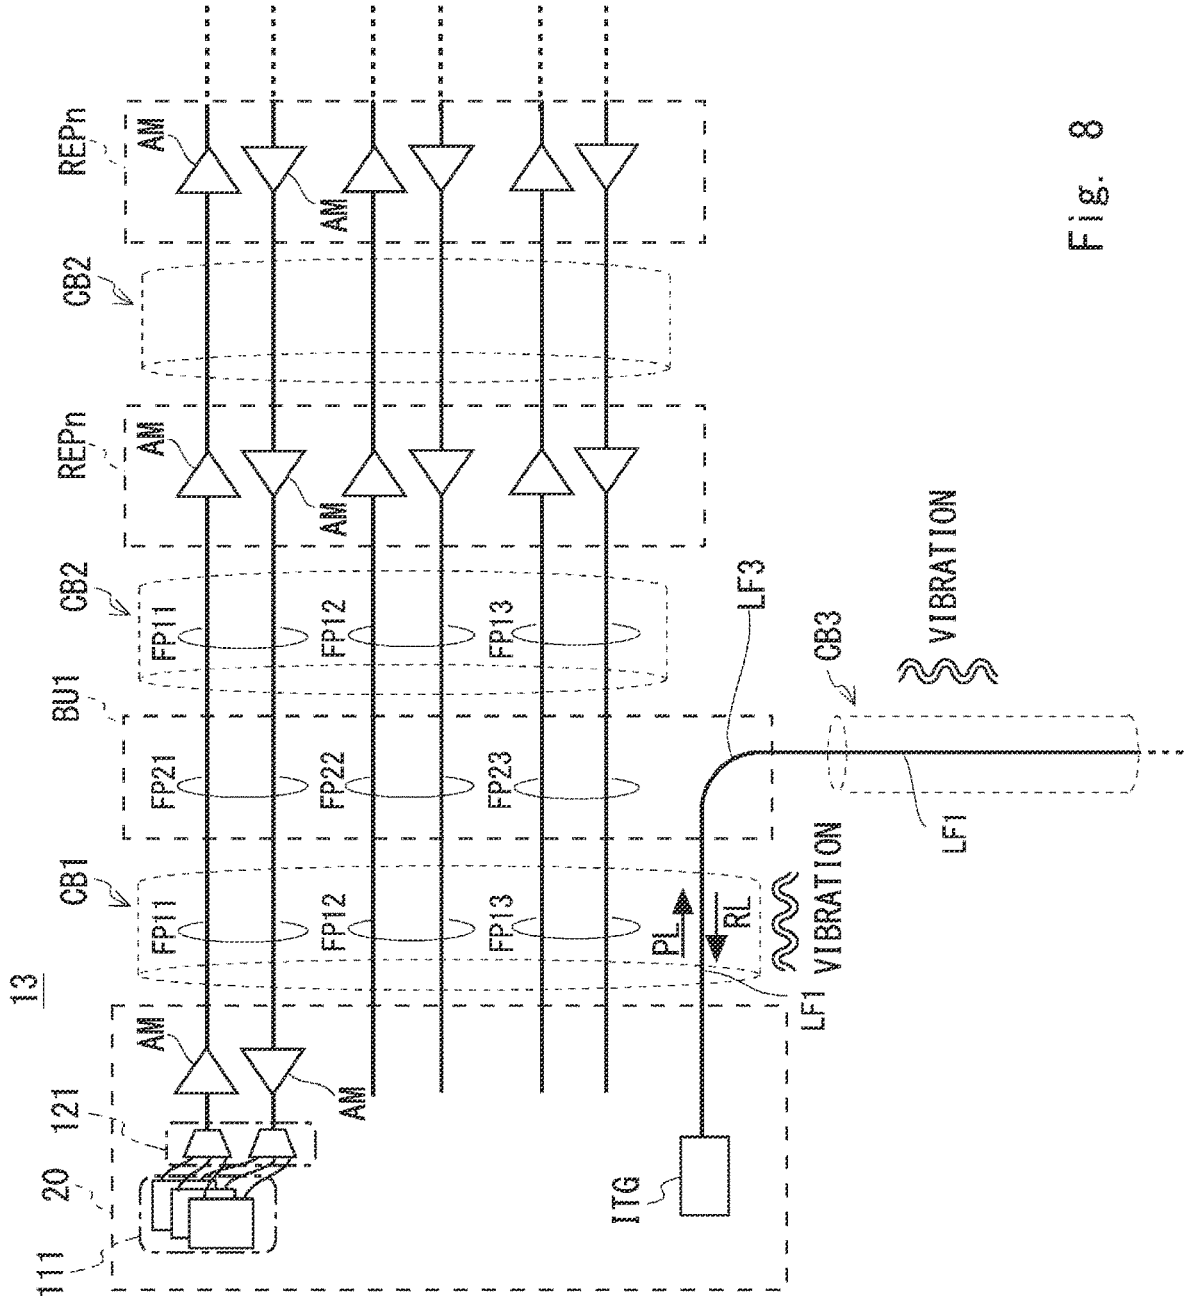 13
111
20
121
AM
AM
CB1
FP11
FP12
FP13
BU1
FP21
FP22
FP23
CB2
FP11
FP12
FP13
REPn
AM
AM
CB2
REPn
AM
AM
ITG
PL
RL
LF1
VIBRATION
LF3
LF1
CB3
VIBRATION
Fig. 8